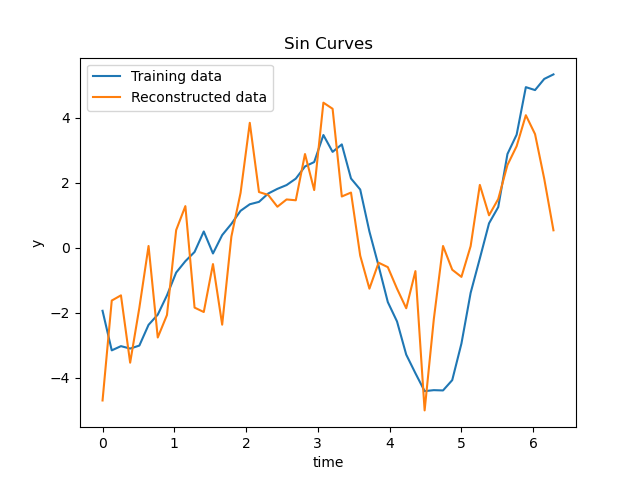 Sin Curves
Training data
Reconstructed data
4
2
0
−2
−4
y
0 1 2 3 4 5 6
time